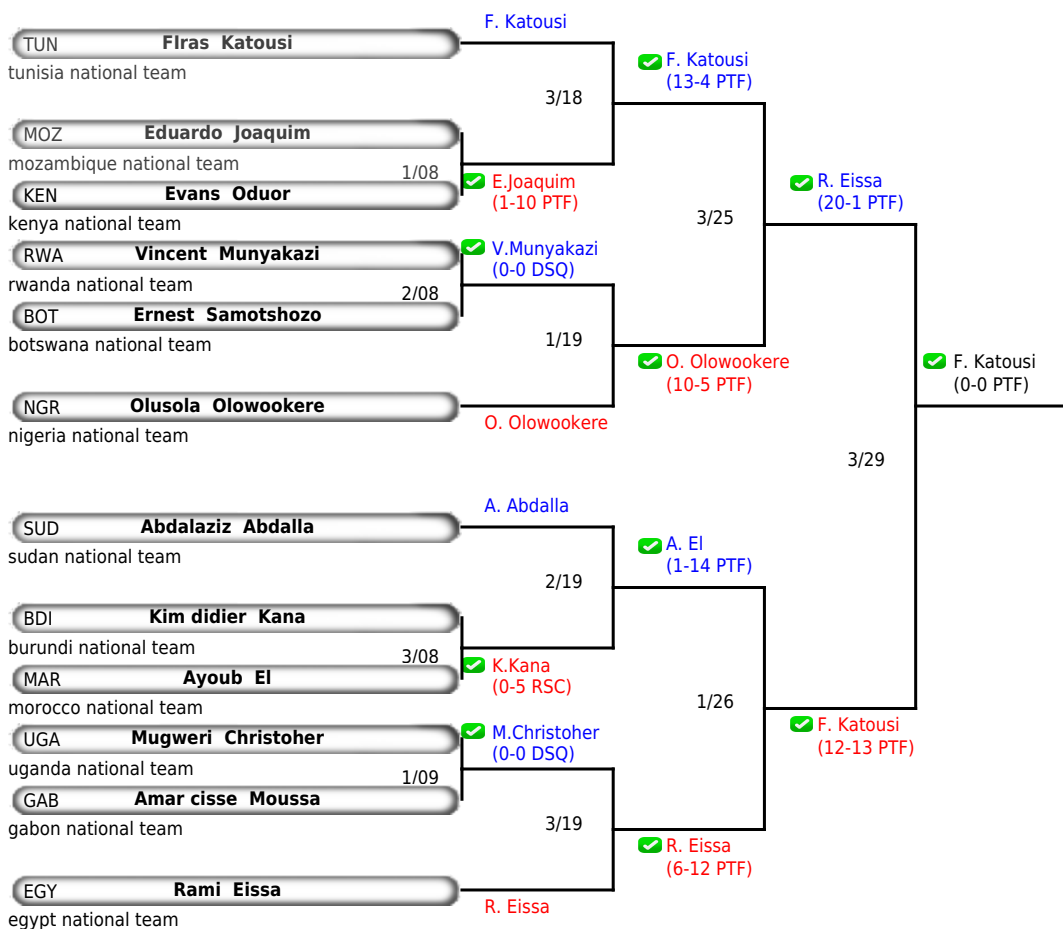 F. Katousi
TUN FIras Katousi
tunisia national team
F. Katousi
(13-4 PTF)
3/18
MOZ Eduardo Joaquim
mozambique national team
1/08
E.Joaquim
(1-10 PTF)
KEN Evans Oduor
kenya national team
R. Eissa
(20-1 PTF)
3/25
RWA Vincent Munyakazi
rwanda national team
V.Munyakazi
(0-0 DSQ)
2/08
BOT Ernest Samotshozo
botswana national team
1/19
O. Olowookere
(10-5 PTF)
F. Katousi
(0-0 PTF)
NGR Olusola Olowookere
nigeria national team
O. Olowookere
3/29
A. Abdalla
SUD Abdalaziz Abdalla
sudan national team
A. El
(1-14 PTF)
2/19
BDI Kim didier Kana
burundi national team
3/08
K.Kana
(0-5 RSC)
MAR Ayoub El
morocco national team
1/26
UGA Mugweri Christoher
uganda national team
M.Christoher
(0-0 DSQ)
F. Katousi
(12-13 PTF)
1/09
GAB Amar cisse Moussa
gabon national team
3/19
R. Eissa
(6-12 PTF)
EGY Rami Eissa
egypt national team
R. Eissa